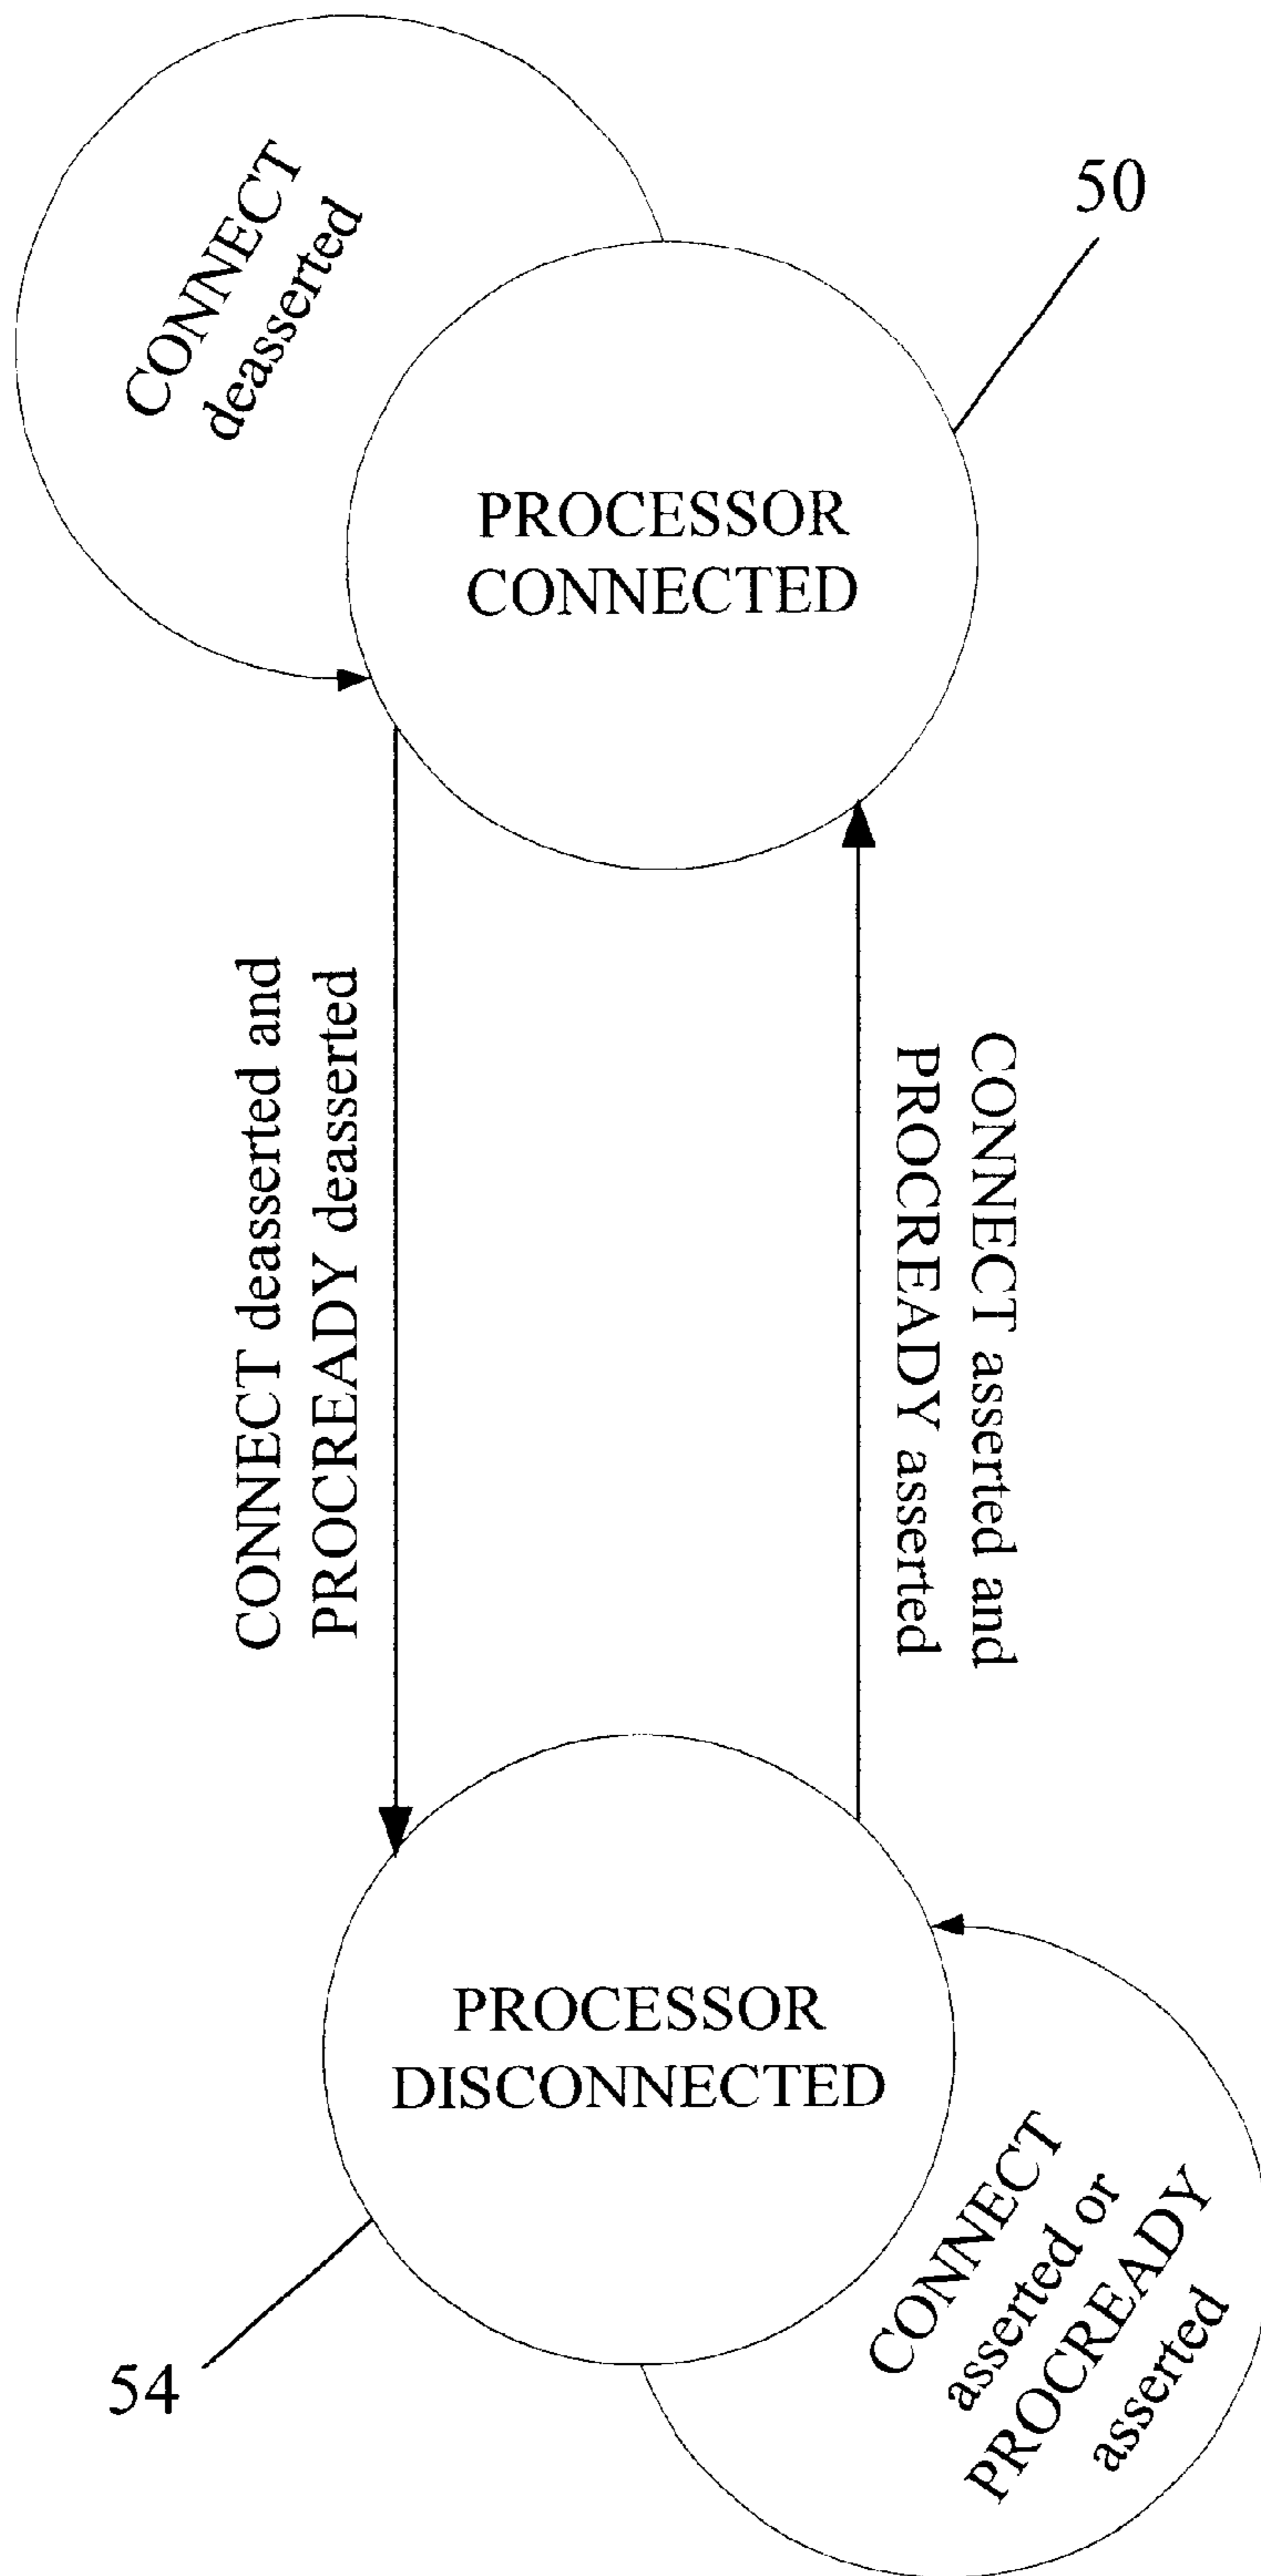 CONNECT
deasserted
50
PROCESSOR
CONNECTED
CONNECT deasserted and
PROCREADY deasserted
CONNECT asserted and
PROCREADY asserted
PROCESSOR
DISCONNECTED
54
CONNECT
asserted or
PROCREADY
asserted